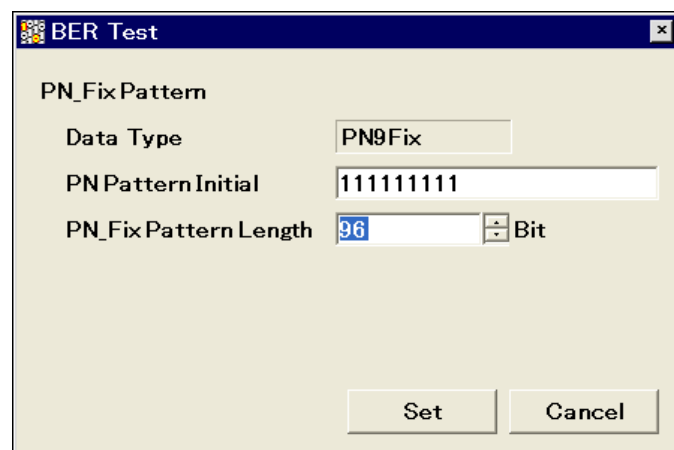 BER Test
PN_Fix Pattern
Data Type PN9Fix
PN Pattern Initial 111111111
PN_Fix Pattern Length 96 Bit
Set Cancel